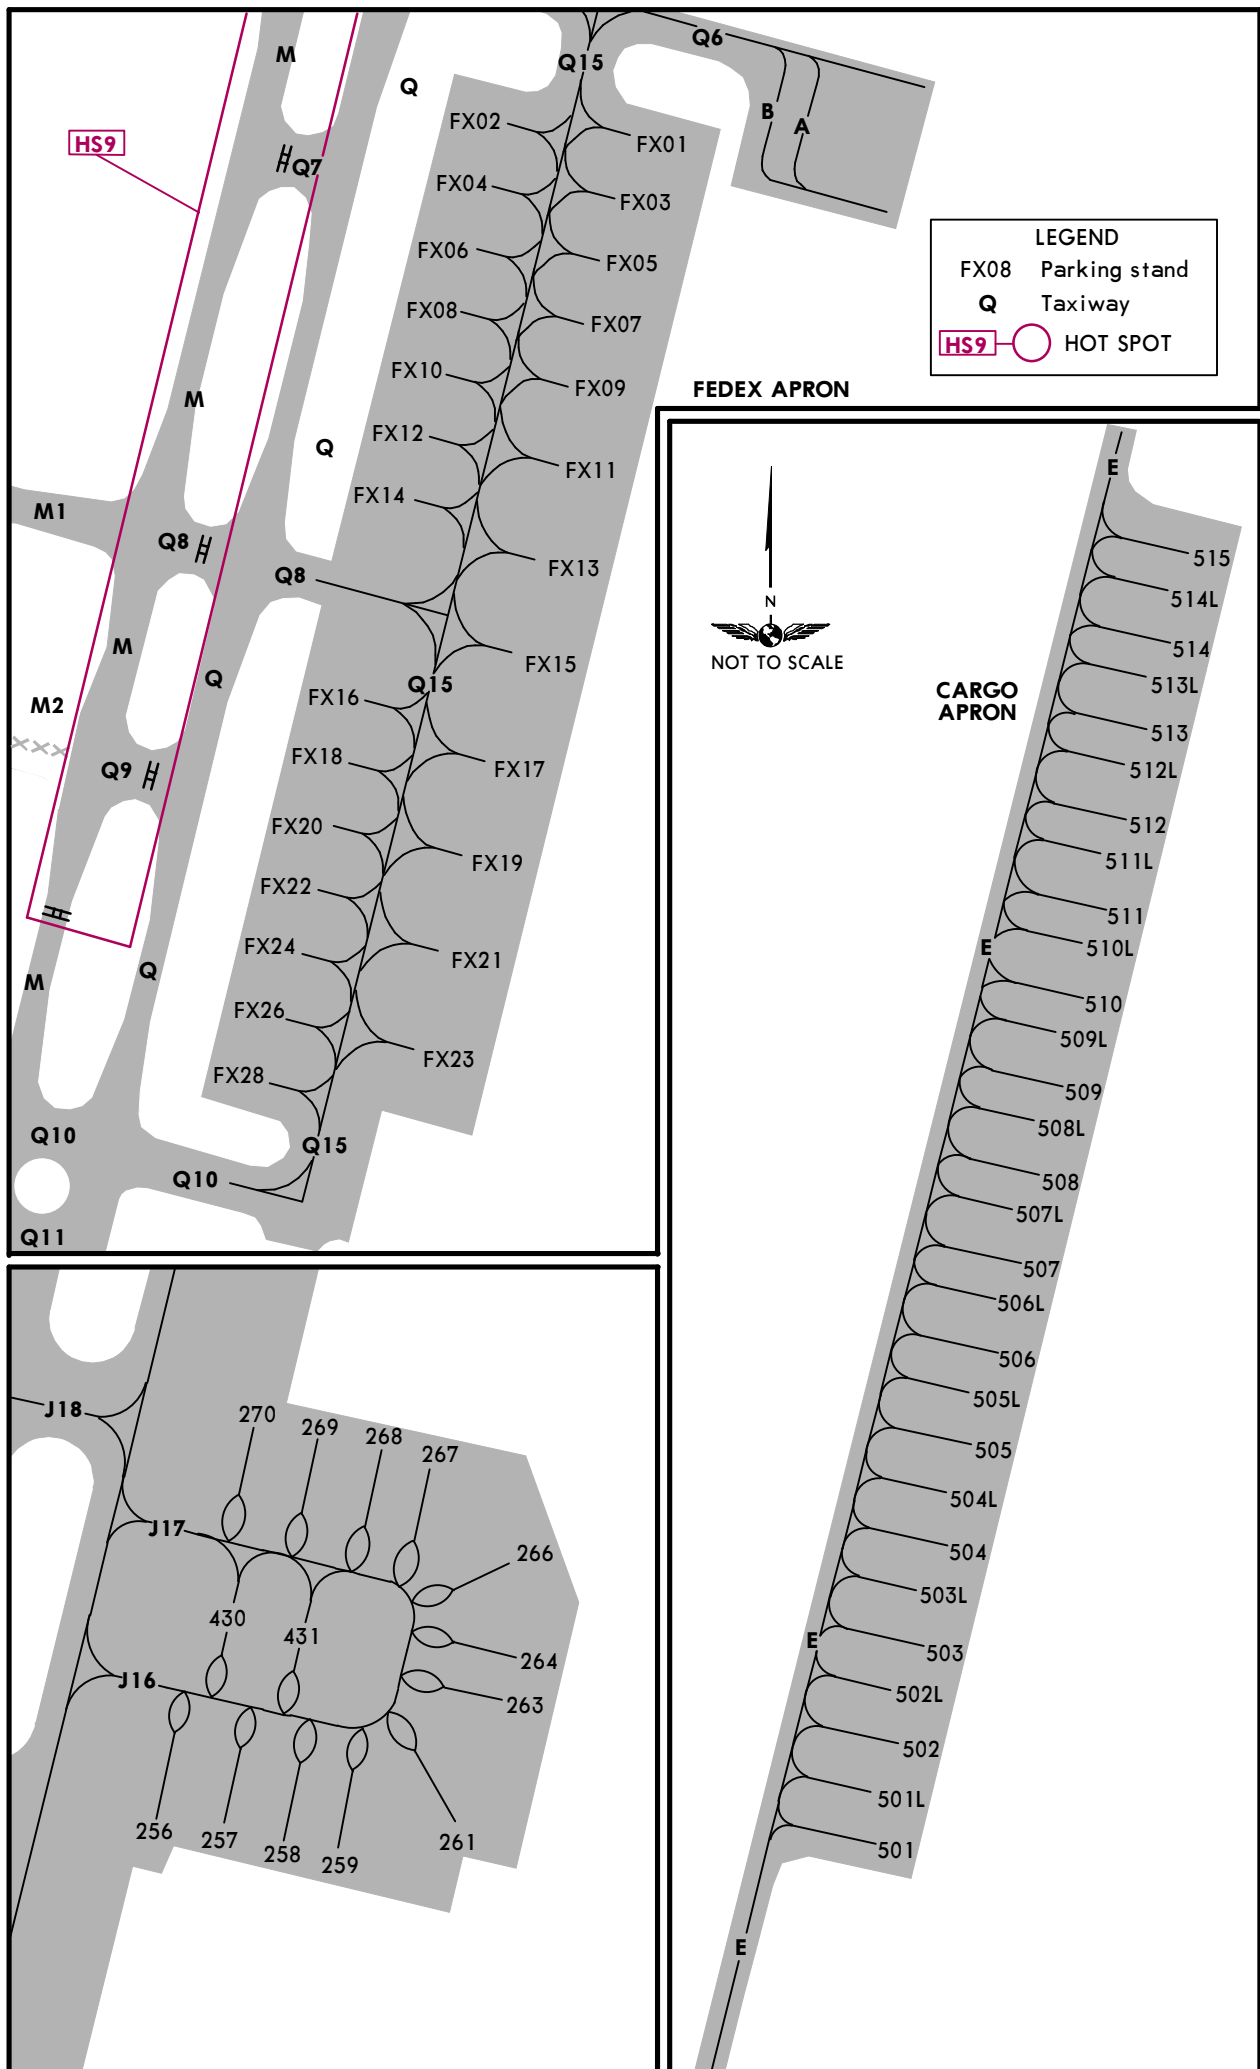 Q6
M
Q15
Q
B
A
FX02
FX01
HS9
Q7
FX04
FX03
FX06
FX05
FX08
FX07
FX10
FX09
M
FX12
Q
FX11
FX14
M1
Q8
FX13
Q8
M
FX15
Q
Q15
FX16
M2
FX18
FX17
Q9
FX20
FX19
FX22
FX24
FX21
Q
M
FX26
FX23
FX28
Q10
Q15
Q10
Q11
LEGEND
FX08 Parking stand
Q Taxiway
HS9 HOT SPOT
FEDEX APRON
N
NOT TO SCALE
CARGO
APRON
E
515
514L
514
513L
513
512L
512
511L
511
E
510L
510
509L
509
508L
508
507L
507
506L
506
505L
505
504L
504
503L
E
503
502L
502
501L
501
E
J18
270
269
268
267
J17
266
430
431
264
J16
263
256
257
258
259
261